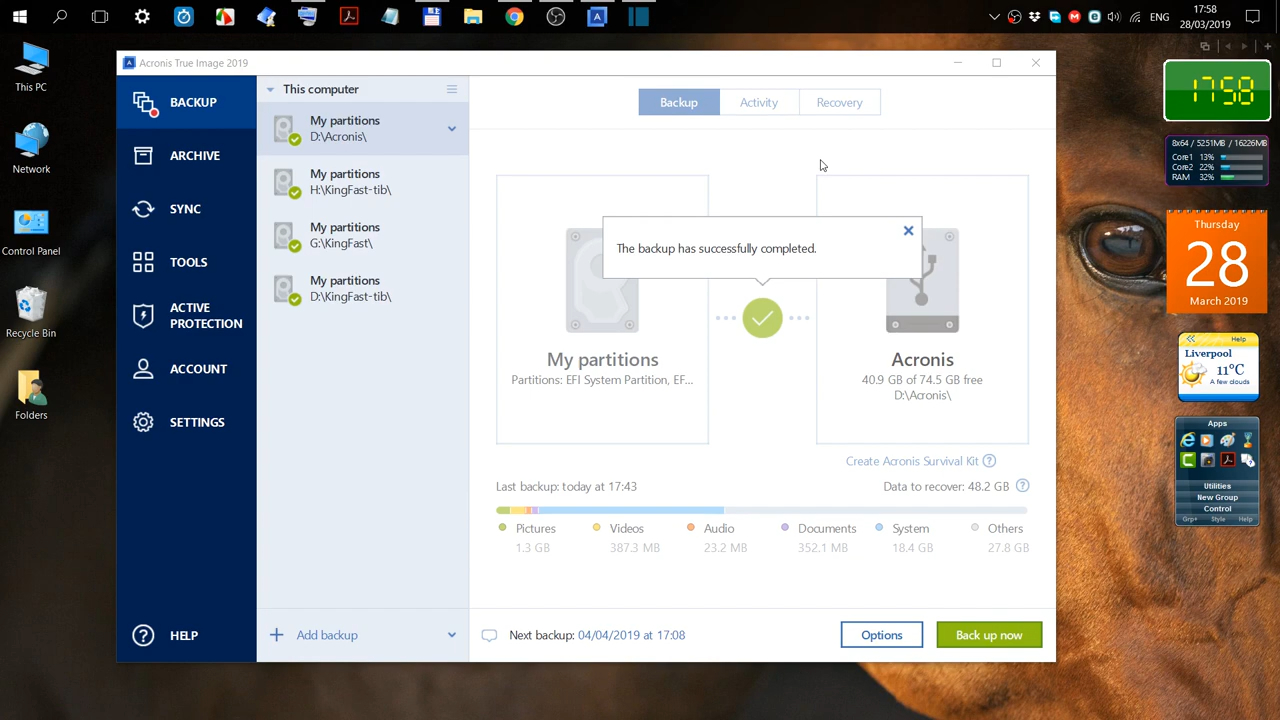 ENG
17:58
28/03/2019
This PC
Network
Control Panel
Recycle Bin
Folders
Acronis True Image 2019
BACKUP
ARCHIVE
SYNC
TOOLS
ACTIVE
PROTECTION
ACCOUNT
SETTINGS
HELP
This computer
My partitions
D:\Acronis\
My partitions
H:\KingFast-tib\
My partitions
G:\KingFast\
My partitions
D:\KingFast-tib\
Add backup
Backup
Activity
Recovery
The backup has successfully completed.
My partitions
Partitions: EFI System Partition, EF...
Acronis
40.9 GB of 74.5 GB free
D:\Acronis\
Create Acronis Survival Kit
Last backup: today at 17:43
Data to recover: 48.2 GB
Pictures
1.3 GB
Videos
387.3 MB
Audio
23.2 MB
Documents
352.1 MB
System
18.4 GB
Others
27.8 GB
Next backup: 04/04/2019 at 17:08
Options
Back up now
17:58
8x64 / 5251MB / 16226MB
Core1 13%
Core2 22%
RAM 32%
Thursday
28
March 2019
Help
Liverpool
11°C
A few clouds
Apps
Utilities
New Group
Control
Grp+ Style Help